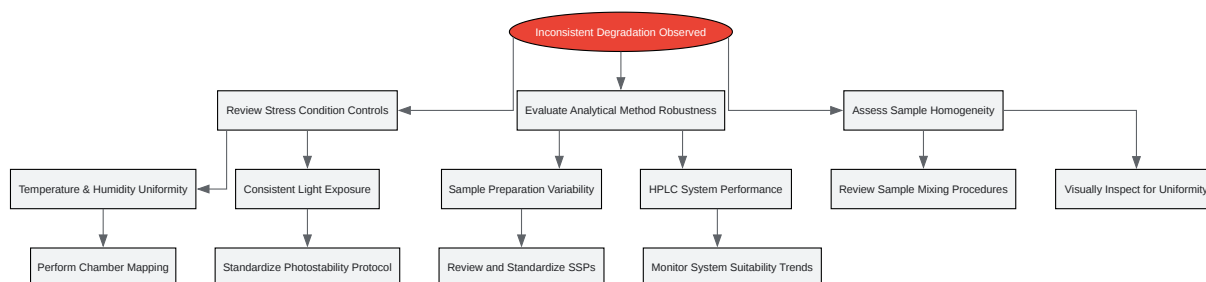 Inconsistent Degradation Observed
Review Stress Condition Controls
Evaluate Analytical Method Robustness
Assess Sample Homogeneity
Temperature & Humidity Uniformity
Consistent Light Exposure
Sample Preparation Variability
HPLC System Performance
Review Sample Mixing Procedures
Visually Inspect for Uniformity
Perform Chamber Mapping
Standardize Photostability Protocol
Review and Standardize SSPs
Monitor System Suitability Trends